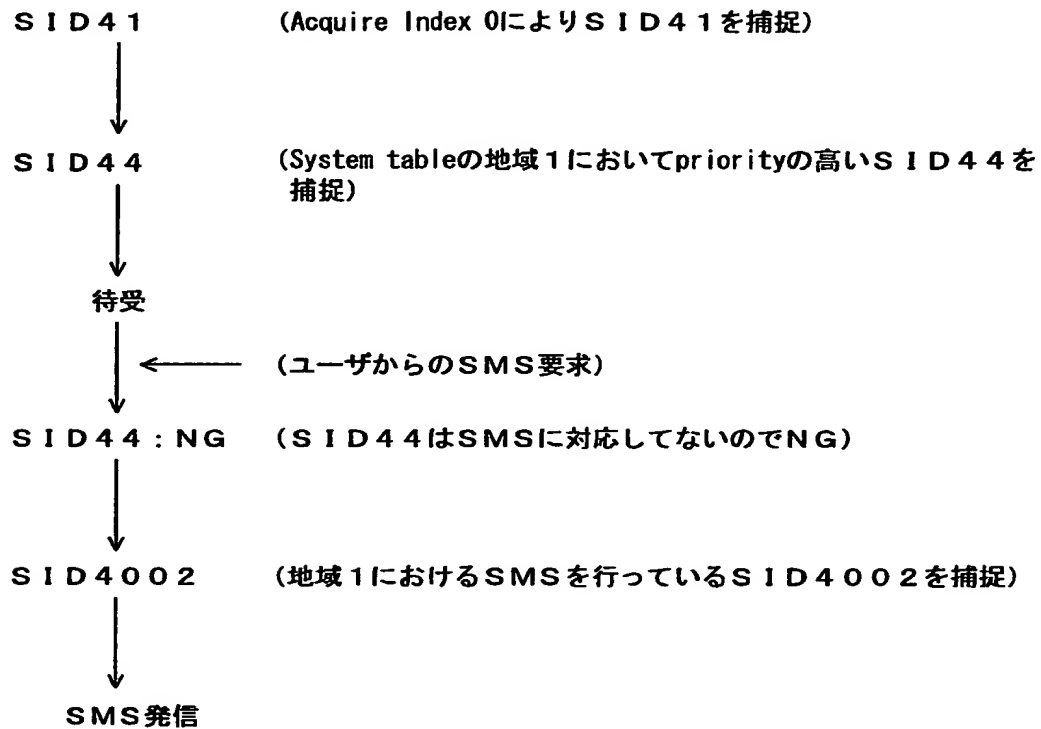 ＳＩＤ４１ (Acquire Index 0によりＳＩＤ４１を捕捉)
ＳＩＤ４４ (System tableの地域１においてpriorityの高いＳＩＤ４４を
捕捉)
待受
(ユーザからのＳＭＳ要求)
ＳＩＤ４４：ＮＧ (ＳＩＤ４４はＳＭＳに対応してないのでＮＧ)
ＳＩＤ４００２ (地域１におけるＳＭＳを行っているＳＩＤ４００２を捕捉)
ＳＭＳ発信